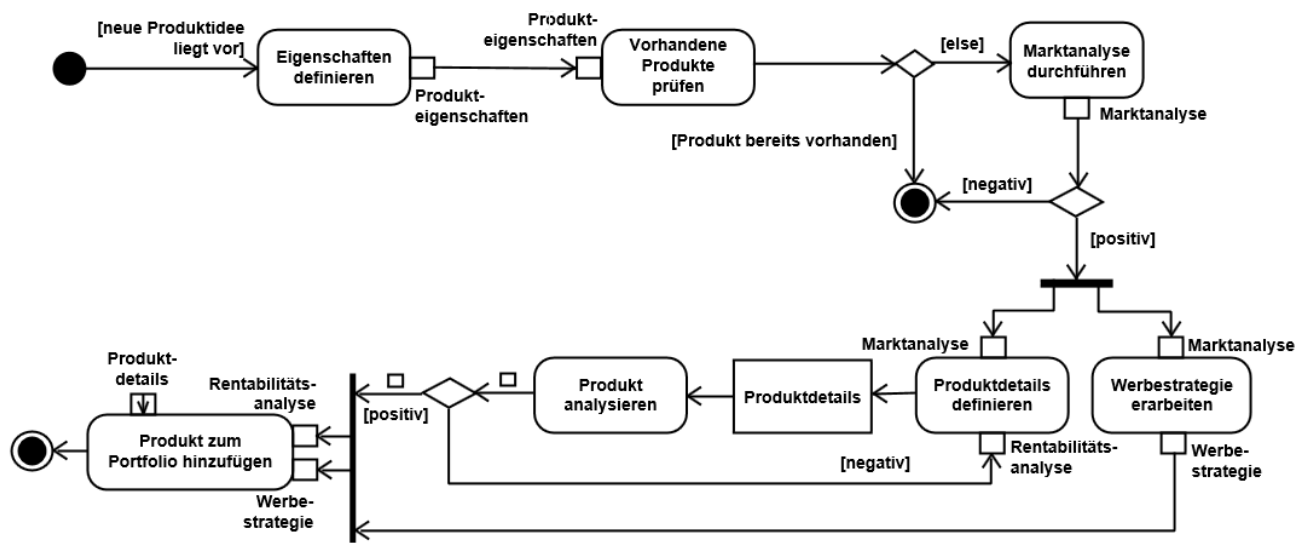 [neue Produktidee
liegt vor]
Eigenschaften
definieren
Produkt-
eigenschaften
Produkt-
eigenschaften
Vorhandene
Produkte
prüfen
[else]
Marktanalyse
durchführen
Marktanalyse
[Produkt bereits vorhanden]
[negativ]
[positiv]
Marktanalyse
Marktanalyse
Produktdetails
definieren
Werbestrategie
erarbeiten
Rentabilitäts-
analyse
Werbe-
strategie
Produktdetails
Produkt
analysieren
[positiv]
[negativ]
Produkt-
details
Rentabilitäts-
analyse
Produkt zum
Portfolio hinzufügen
Werbe-
strategie